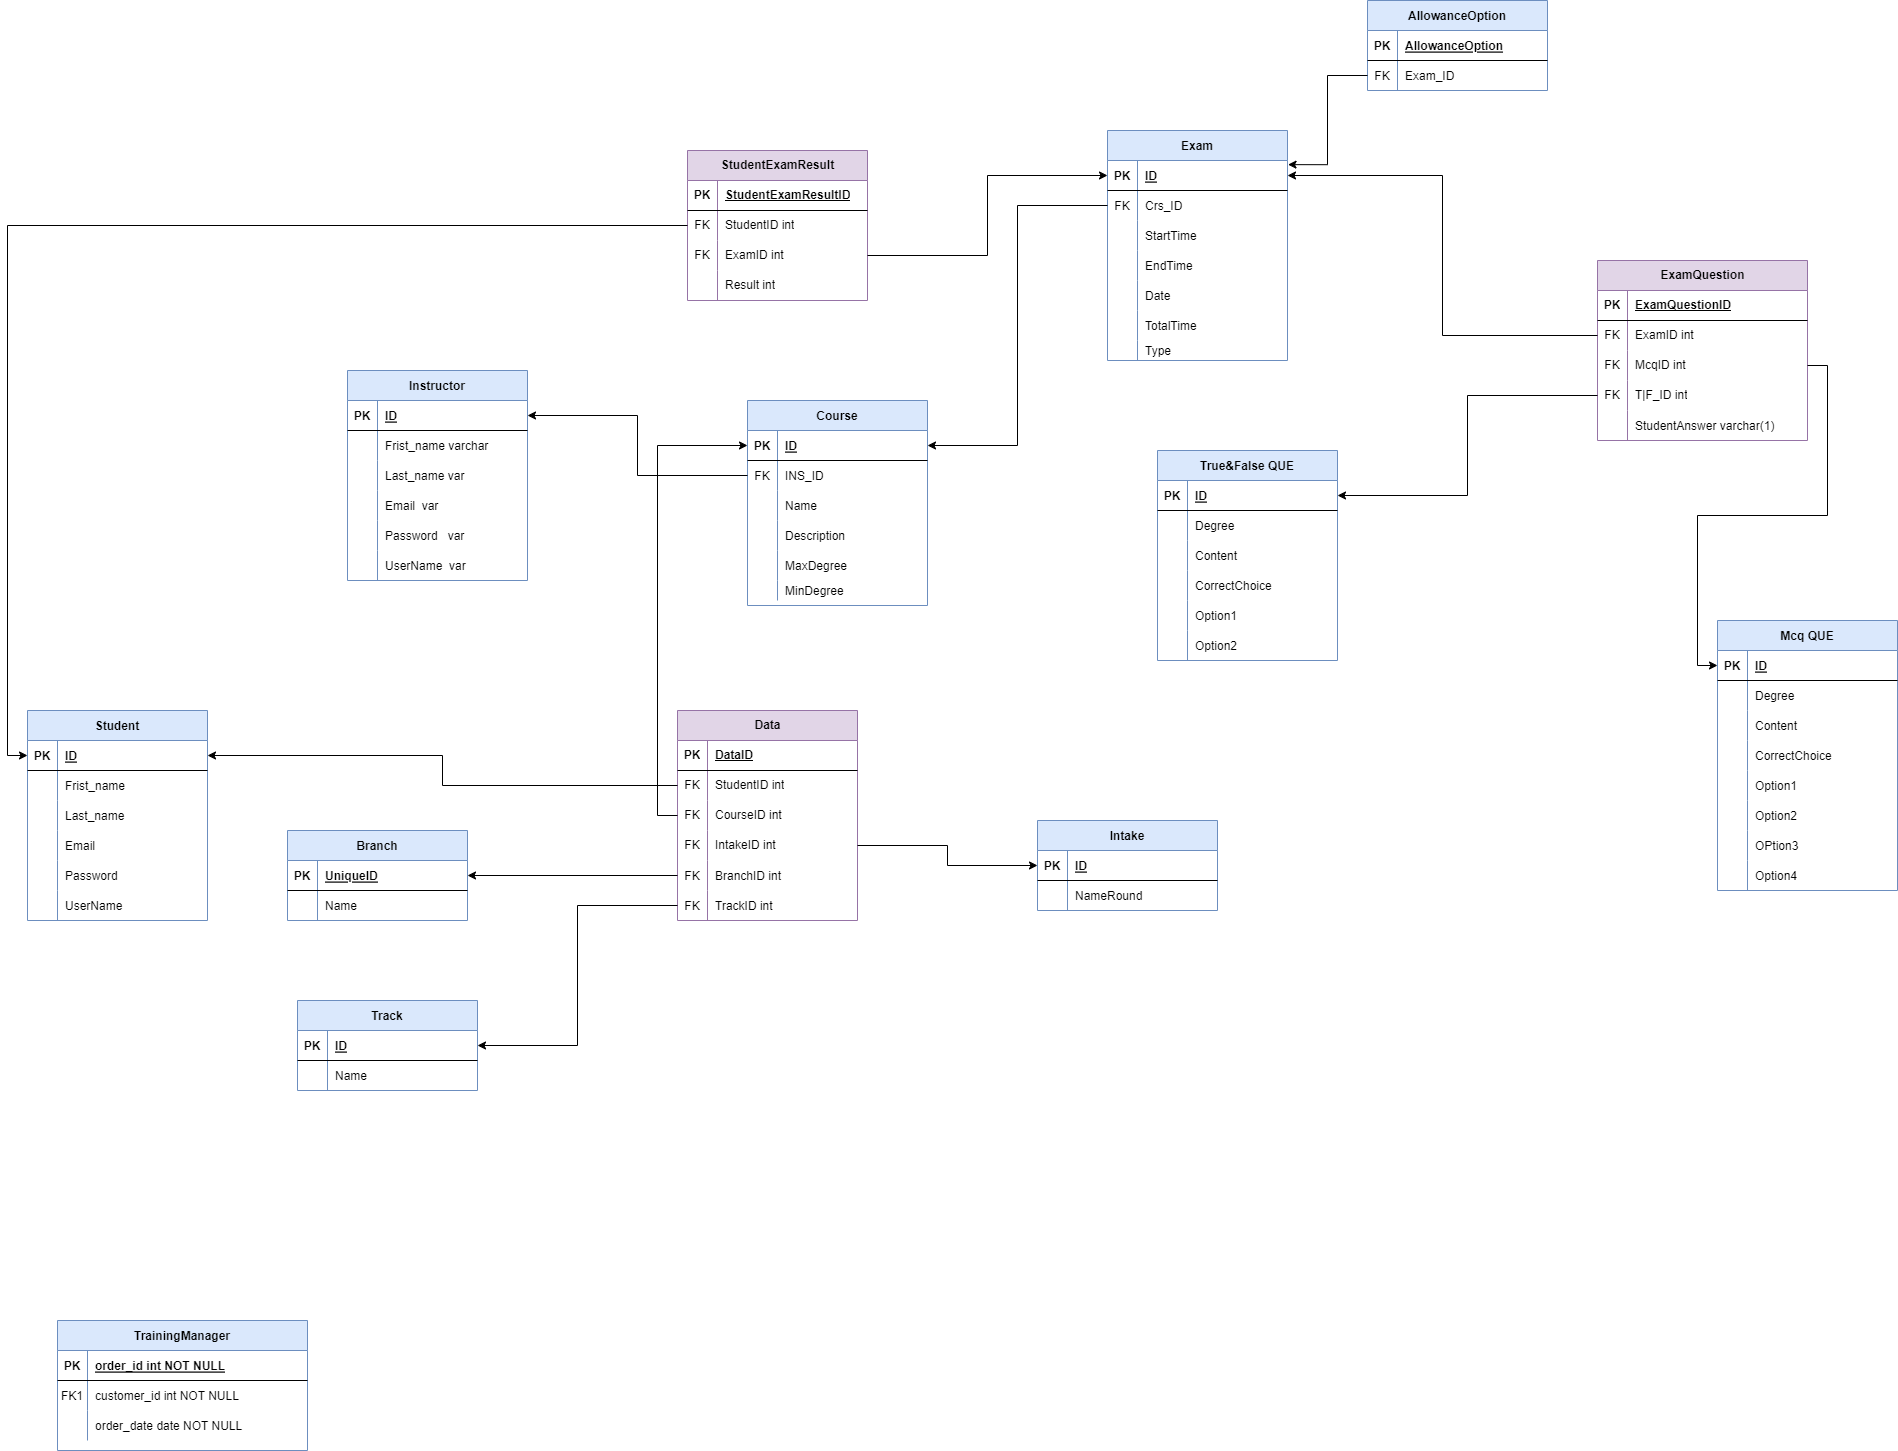 AllowanceOption
PK AllowanceOption
FK Exam_ID
Exam
PK ID
FK Crs_ID
StartTime
EndTime
Date
TotalTime
Type
StudentExamResult
PK StudentExamResultID
FK StudentID int
FK ExamID int
Result int
ExamQuestion
PK ExamQuestionID
FK ExamID int
FK McqID int
FK T|F_ID int
StudentAnswer varchar(1)
Instructor
PK ID
Frist_name varchar
Last_name var
Email var
Password var
UserName var
Course
PK ID
FK INS_ID
Name
Description
MaxDegree
MinDegree
True&False QUE
PK ID
Degree
Content
CorrectChoice
Option1
Option2
Mcq QUE
PK ID
Degree
Content
CorrectChoice
Option1
Option2
OPtion3
Option4
Student
PK ID
Frist_name
Last_name
Email
Password
UserName
Data
PK DataID
FK StudentID int
FK CourseID int
FK IntakeID int
FK BranchID int
FK TrackID int
Branch
PK UniqueID
Name
Intake
PK ID
NameRound
Track
PK ID
Name
TrainingManager
PK order_id int NOT NULL
FK1 customer_id int NOT NULL
order_date date NOT NULL